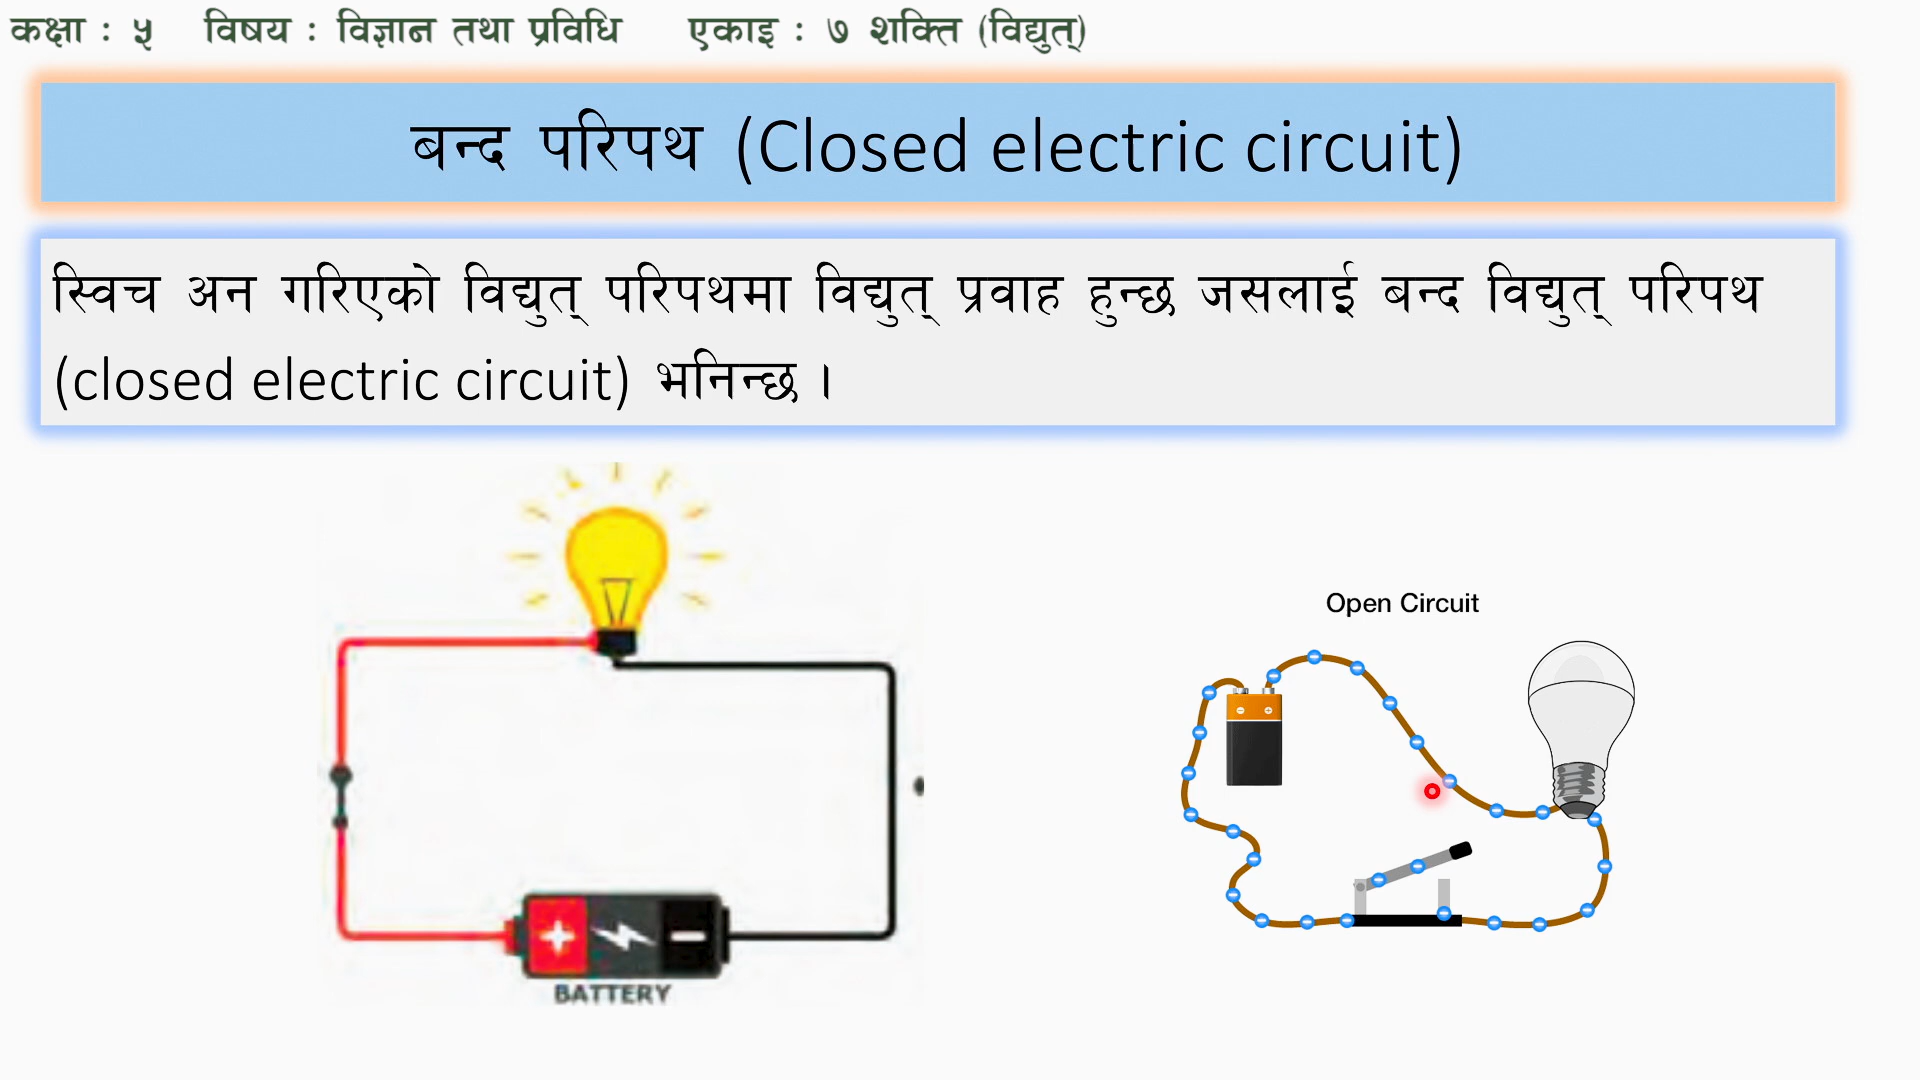 कक्षा : ५ विषय : विज्ञान तथा प्रविधि एकाइ : ७ शक्ति (विद्युत्)
बन्द परिपथ (Closed electric circuit)
स्विच अन गरिएको विद्युत् परिपथमा विद्युत् प्रवाह हुन्छ जसलाई बन्द विद्युत् परिपथ
(closed electric circuit) भनिन्छ ।
Open Circuit
BATTERY